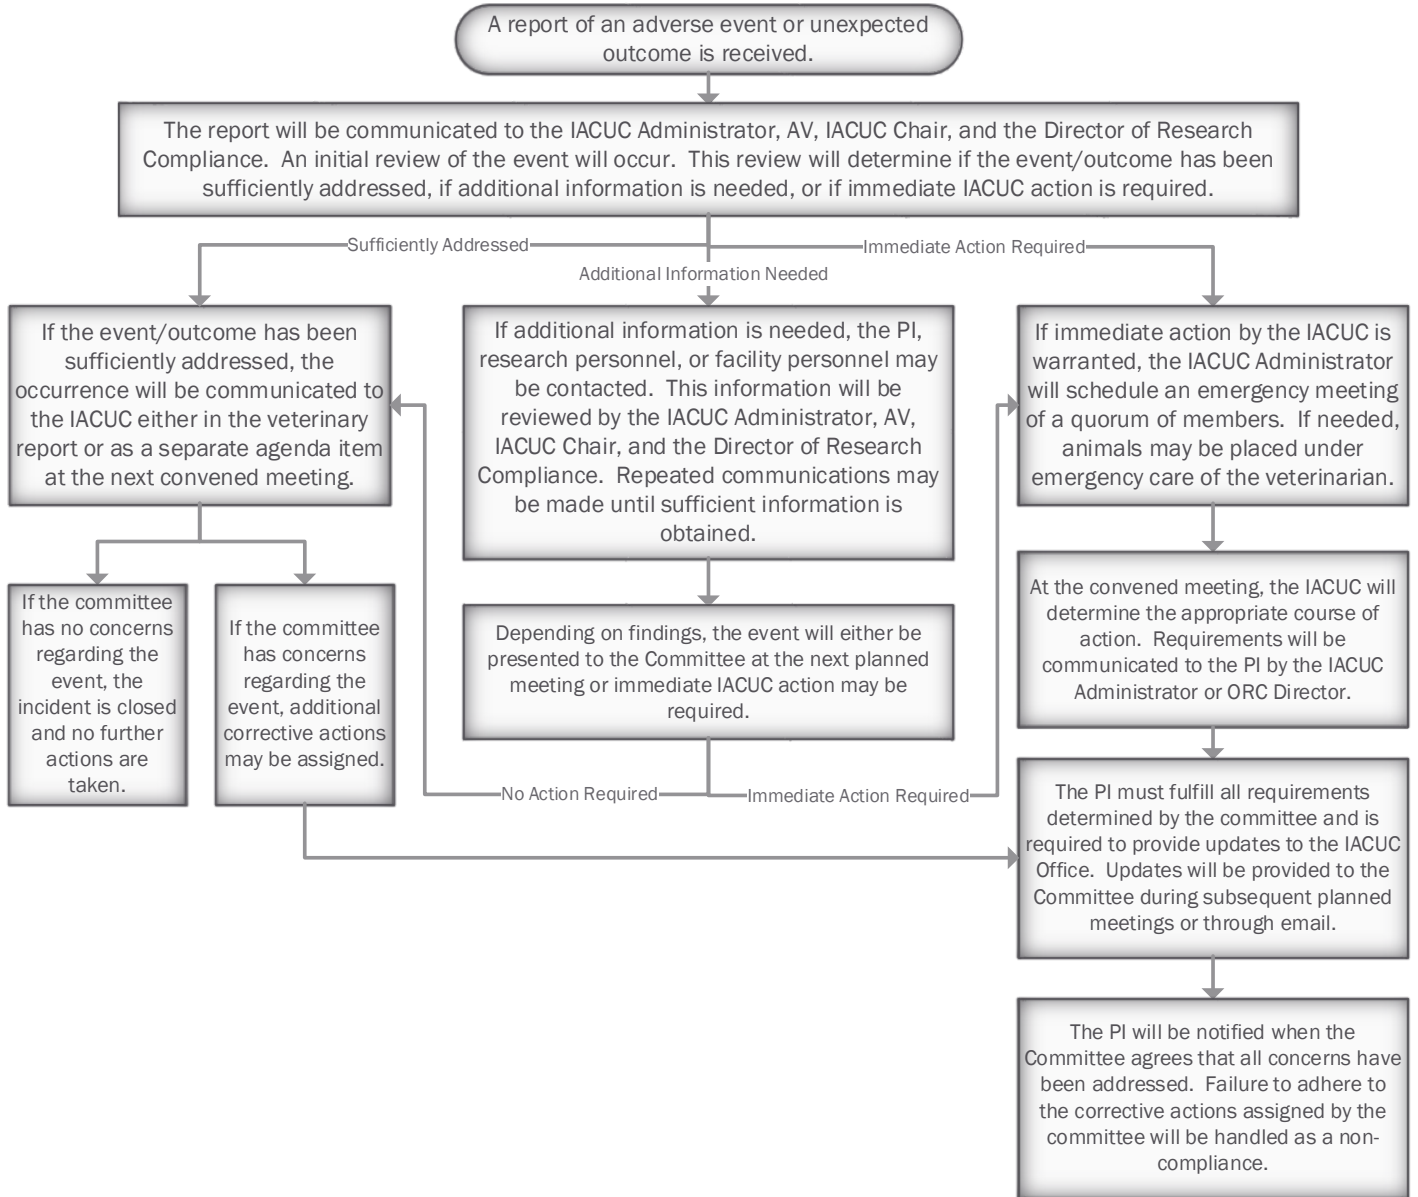 A report of an adverse event or unexpected
outcome is received.
The report will be communicated to the IACUC Administrator, AV, IACUC Chair, and the Director of Research
Compliance.  An initial review of the event will occur.  This review will determine if the event/outcome has been
sufficiently addressed, if additional information is needed, or if immediate IACUC action is required.
Sufficiently Addressed
Immediate Action Required
Additional Information Needed
If the event/outcome has been
sufficiently addressed, the
occurrence will be communicated to
the IACUC either in the veterinary
report or as a separate agenda item
at the next convened meeting.
If additional information is needed, the PI,
research personnel, or facility personnel may
be contacted.  This information will be
reviewed by the IACUC Administrator, AV,
IACUC Chair, and the Director of Research
Compliance.  Repeated communications may
be made until sufficient information is
obtained.
If immediate action by the IACUC is
warranted, the IACUC Administrator
will schedule an emergency meeting
of a quorum of members.  If needed,
animals may be placed under
emergency care of the veterinarian.
If the committee
has no concerns
regarding the
event, the
incident is closed
and no further
actions are
taken.
If the committee
has concerns
regarding the
event, additional
corrective actions
may be assigned.
Depending on findings, the event will either be
presented to the Committee at the next planned
meeting or immediate IACUC action may be
required.
At the convened meeting, the IACUC will
determine the appropriate course of
action.  Requirements will be
communicated to the PI by the IACUC
Administrator or ORC Director.
No Action Required
Immediate Action Required
The PI must fulfill all requirements
determined by the committee and is
required to provide updates to the IACUC
Office.  Updates will be provided to the
Committee during subsequent planned
meetings or through email.
The PI will be notified when the
Committee agrees that all concerns have
been addressed.  Failure to adhere to
the corrective actions assigned by the
committee will be handled as a non-
compliance.